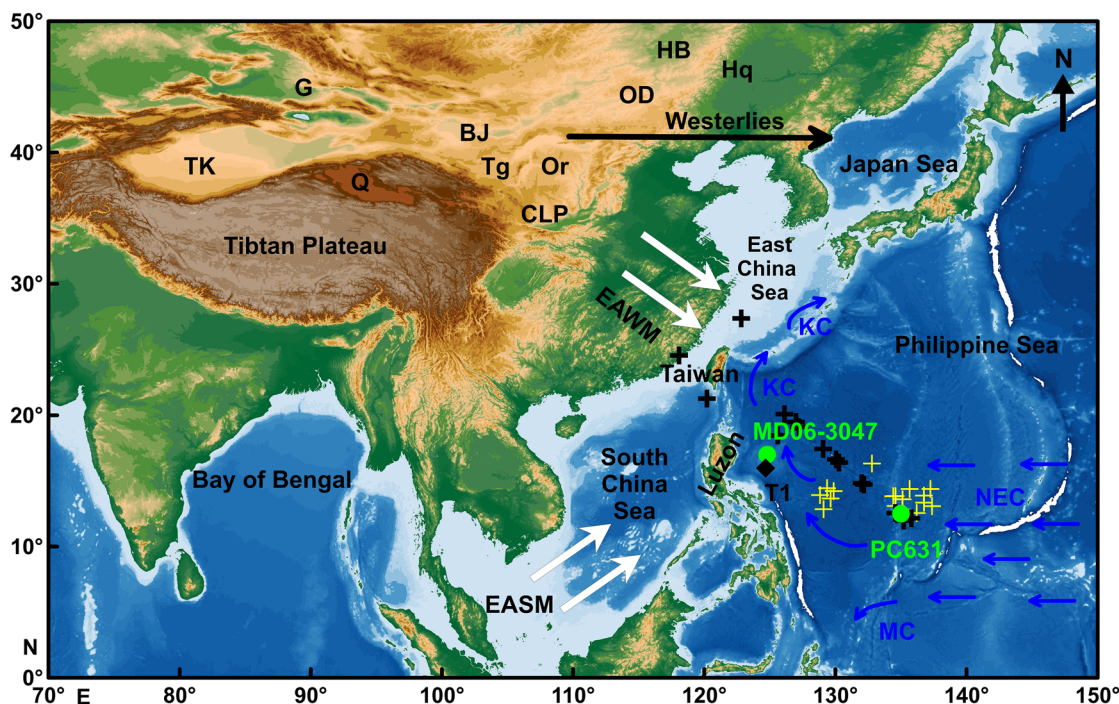 50°
40°
30°
20°
10°
N
0°
70°
E
80°
90°
100°
110°
120°
130°
140°
150°
HB
Hq
G
OD
N
Westerlies
BJ
Japan Sea
TK
Tg
Or
Q
CLP
Tibtan Plateau
East
China
Sea
EAWM
KC
Philippine Sea
Taiwan
KC
MD06-3047
Luzon
South
China
Sea
Bay of Bengal
T1
NEC
PC631
EASM
MC